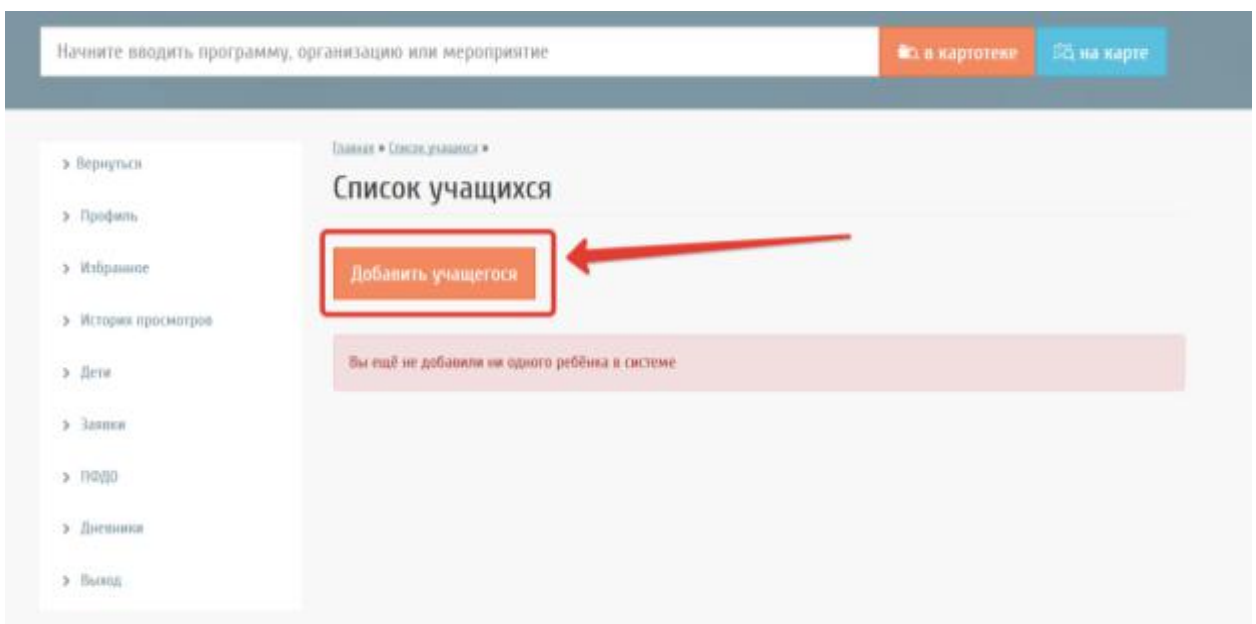 Начните вводить программу, организацию или мероприятие
в картотеке
на карте
Главная • Список учащихся •
Список учащихся
Добавить учащегося
Вы ещё не добавили ни одного ребёнка в системе
> Вернуться
> Профиль
> Избранное
> История просмотров
> Дети
> Заявки
> ПФДО
> Дневники
> Выход